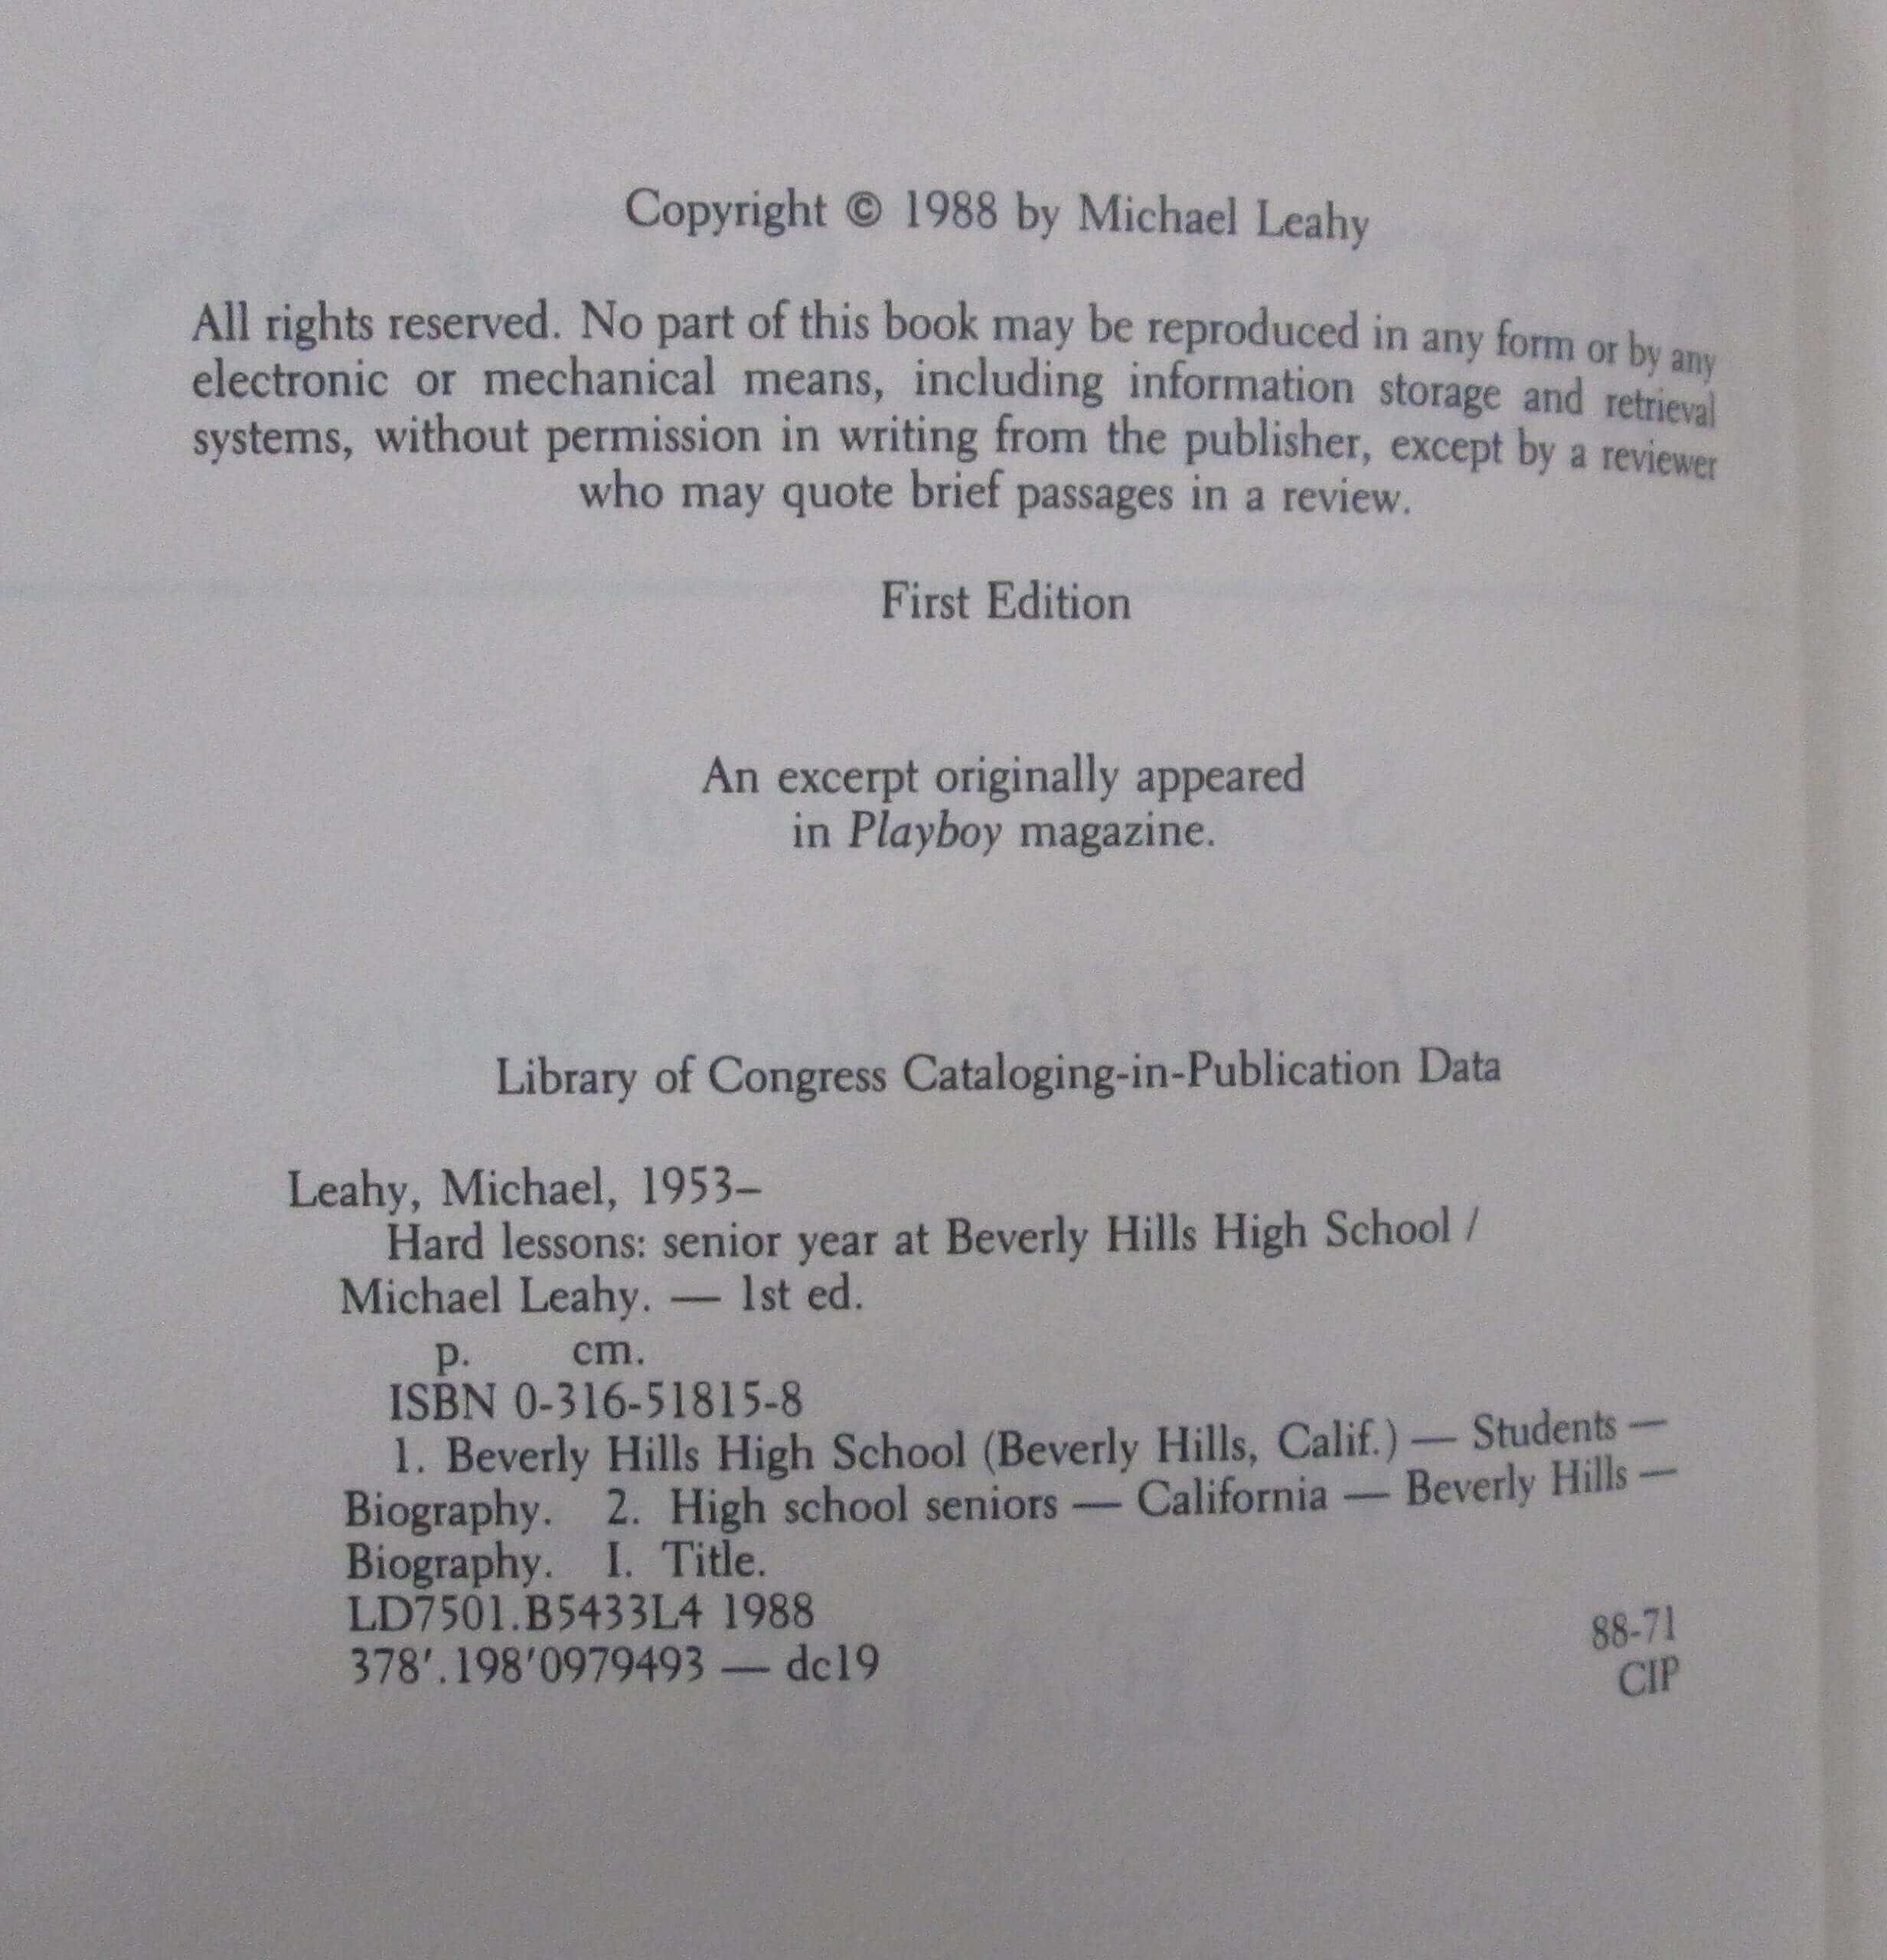 Copyright © 1988 by Michael Leahy
All rights reserved. No part of this book may be reproduced in any form or by any
electronic or mechanical means, including information storage and retrieval
systems, without permission in writing from the publisher, except by a reviewer
who may quote brief passages in a review.
First Edition
An excerpt originally appeared
in Playboy magazine.
Library of Congress Cataloging-in-Publication Data
Leahy, Michael, 1953–
Hard lessons: senior year at Beverly Hills High School /
Michael Leahy. — 1st ed.
p. cm.
ISBN 0-316-51815-8
1. Beverly Hills High School (Beverly Hills, Calif.) — Students —
Biography. 2. High school seniors — California — Beverly Hills —
Biography. I. Title.
LD7501.B5433L4 1988
378′.198′0979493 — dc19
88-71
CIP